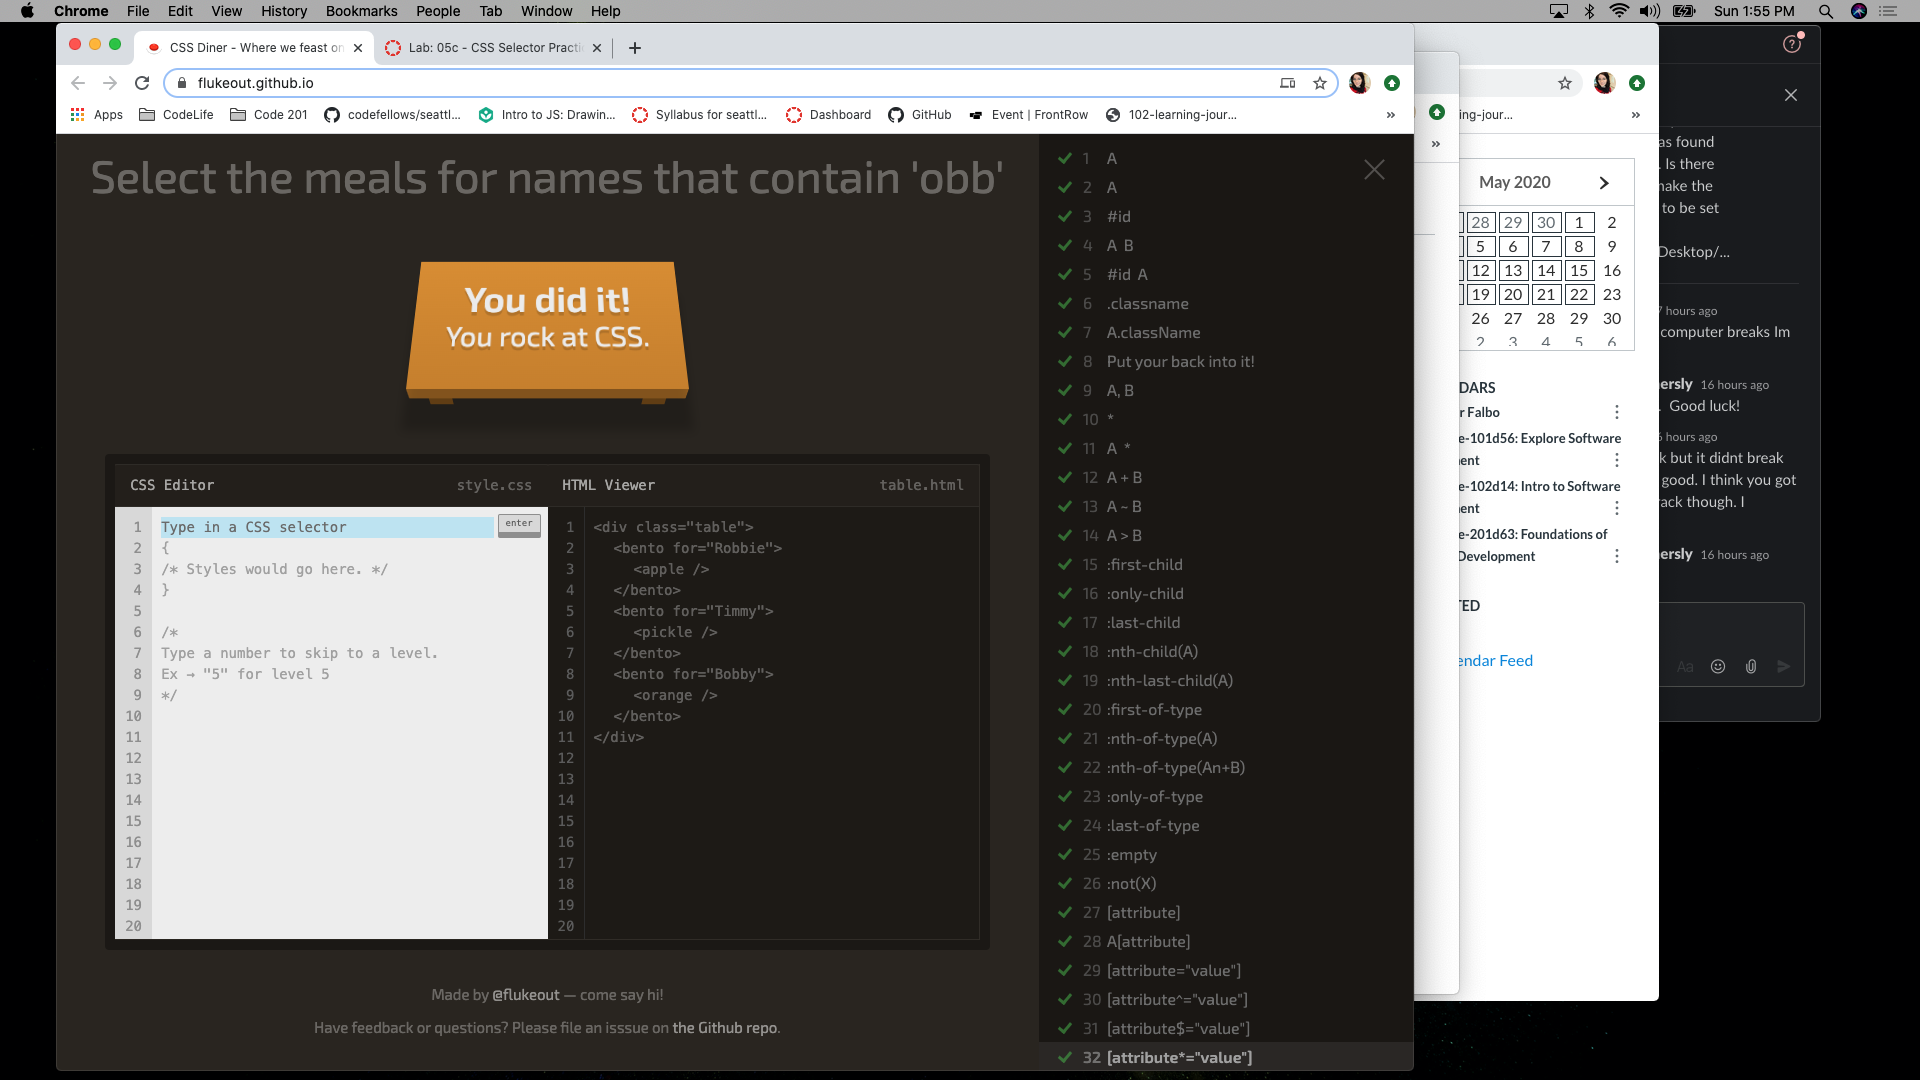 Chrome File Edit View History Bookmarks People Tab Window Help Sun 1:55 PM
CSS Diner - Where we feast on
Lab: 05c - CSS Selector Practi
flukeout.github.io
Apps CodeLife Code 201 codefellows/seattl... Intro to JS: Drawin... Syllabus for seattl... Dashboard GitHub Event | FrontRow 102-learning-jour... »
Select the meals for names that contain 'obb'
You did it!
You rock at CSS.
CSS Editor style.css
1 Type in a CSS selector enter
2 {
3 /* Styles would go here. */
4 }
5
6 /*
7 Type a number to skip to a level.
8 Ex → "5" for level 5
9 */
10
11
12
13
14
15
16
17
18
19
20
HTML Viewer table.html
1 <div class="table">
2 <bento for="Robbie">
3 <apple />
4 </bento>
5 <bento for="Timmy">
6 <pickle />
7 </bento>
8 <bento for="Bobby">
9 <orange />
10 </bento>
11 </div>
12
13
14
15
16
17
18
19
20
Made by @flukeout — come say hi!
Have feedback or questions? Please file an isssue on the Github repo.
1 A
2 A
3 #id
4 A B
5 #id A
6 .classname
7 A.className
8 Put your back into it!
9 A, B
10 *
11 A *
12 A + B
13 A ~ B
14 A > B
15 :first-child
16 :only-child
17 :last-child
18 :nth-child(A)
19 :nth-last-child(A)
20 :first-of-type
21 :nth-of-type(A)
22 :nth-of-type(An+B)
23 :only-of-type
24 :last-of-type
25 :empty
26 :not(X)
27 [attribute]
28 A[attribute]
29 [attribute="value"]
30 [attribute^="value"]
31 [attribute$="value"]
32 [attribute*="value"]
»
ing-jour... »
May 2020
28 29 30 1 2
5 6 7 8 9
12 13 14 15 16
19 20 21 22 23
26 27 28 29 30
2 3 4 5 6
DARS
r Falbo
e-101d56: Explore Software
ent
e-102d14: Intro to Software
ent
e-201d63: Foundations of
Development
TED
endar Feed
as found
. Is there
nake the
to be set
Desktop/...
7 hours ago
computer breaks Im
ersly 16 hours ago
. Good luck!
6 hours ago
k but it didnt break
good. I think you got
rack though. I
ersly 16 hours ago
Aa